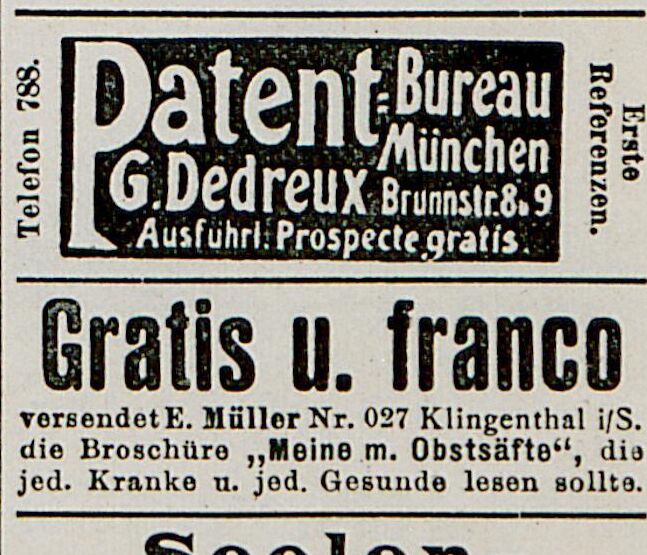 Telefon 788.
Patent-Bureau
München
G. Dedreux Brunnstr. 8 u. 9
Ausführl. Prospecte gratis.
Erste
Referenzen.
Gratis u. franco
versendet E. Müller Nr. 027 Klingenthal i/S.
die Broschüre „Meine m. Obstsäfte“, die
jed. Kranke u. jed. Gesunde lesen sollte.